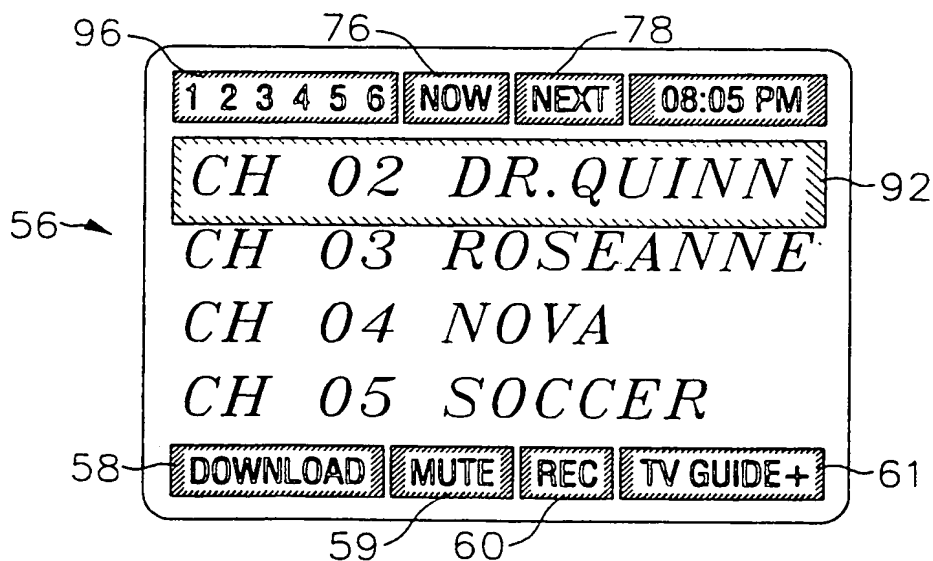 96 76 78
1 2 3 4 5 6 NOW NEXT 08:05 PM
CH 02 DR.QUINN 92
56 CH 03 ROSEANNE
CH 04 NOVA
CH 05 SOCCER
58 DOWNLOAD MUTE REC TV GUIDE+ 61
59 60